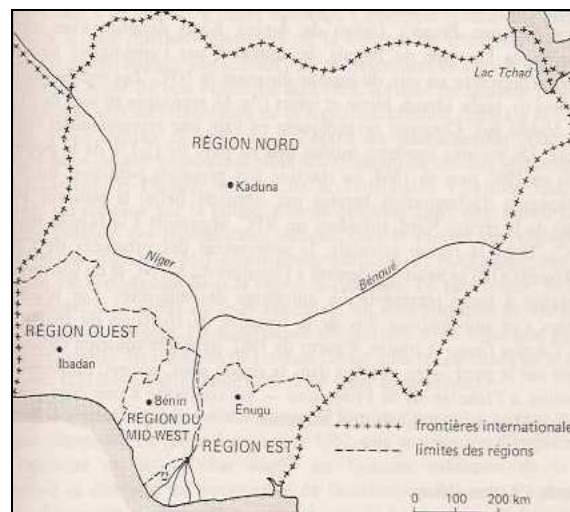 Lac Tchad
RÉGION NORD
Kaduna
Niger
Bénoué
RÉGION OUEST
Ibadan
Bénin
RÉGION DU
MID-WEST
Enugu
RÉGION EST
frontières internationale
limites des régions
0 100 200 km